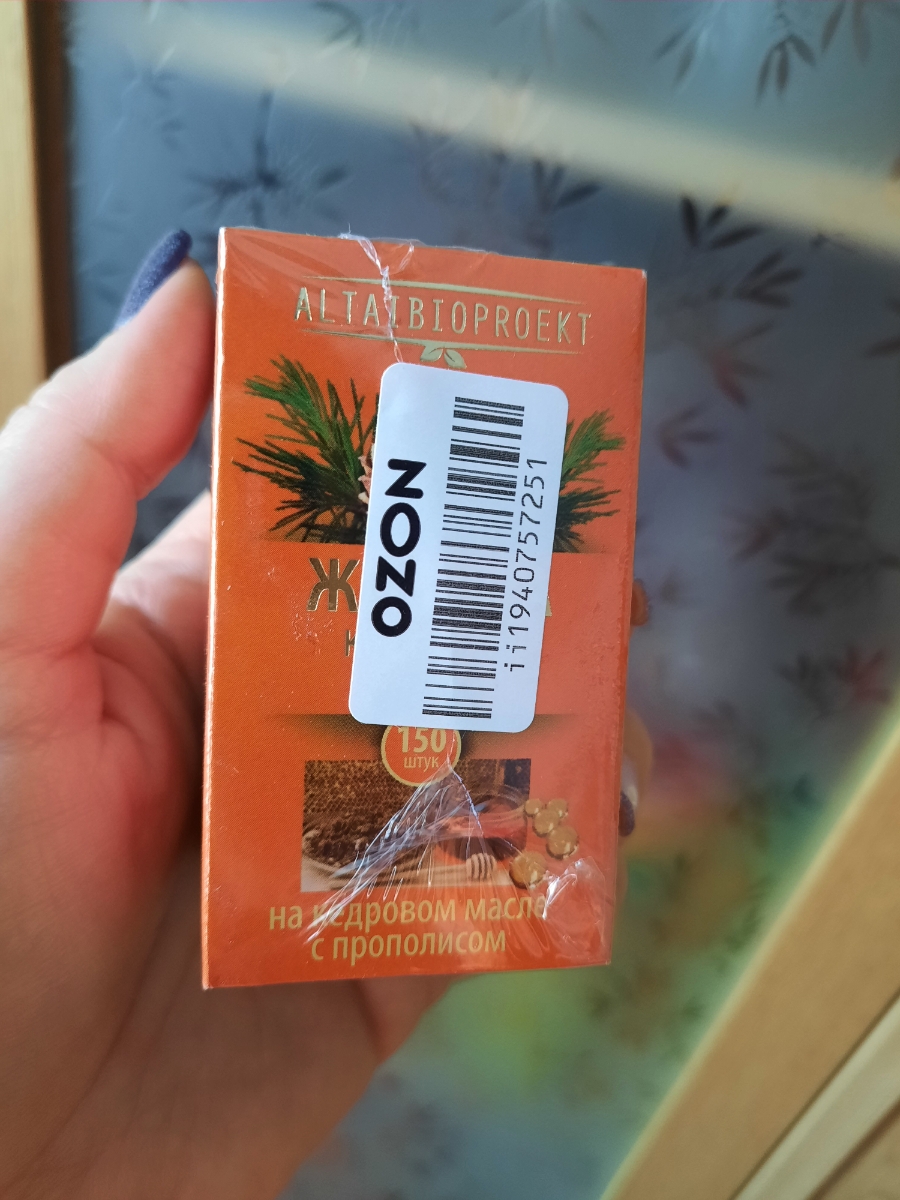 ALTAIBIOPROEKT
OZON
ii1940757251
150
штук
на кедровом масле
с прополисом